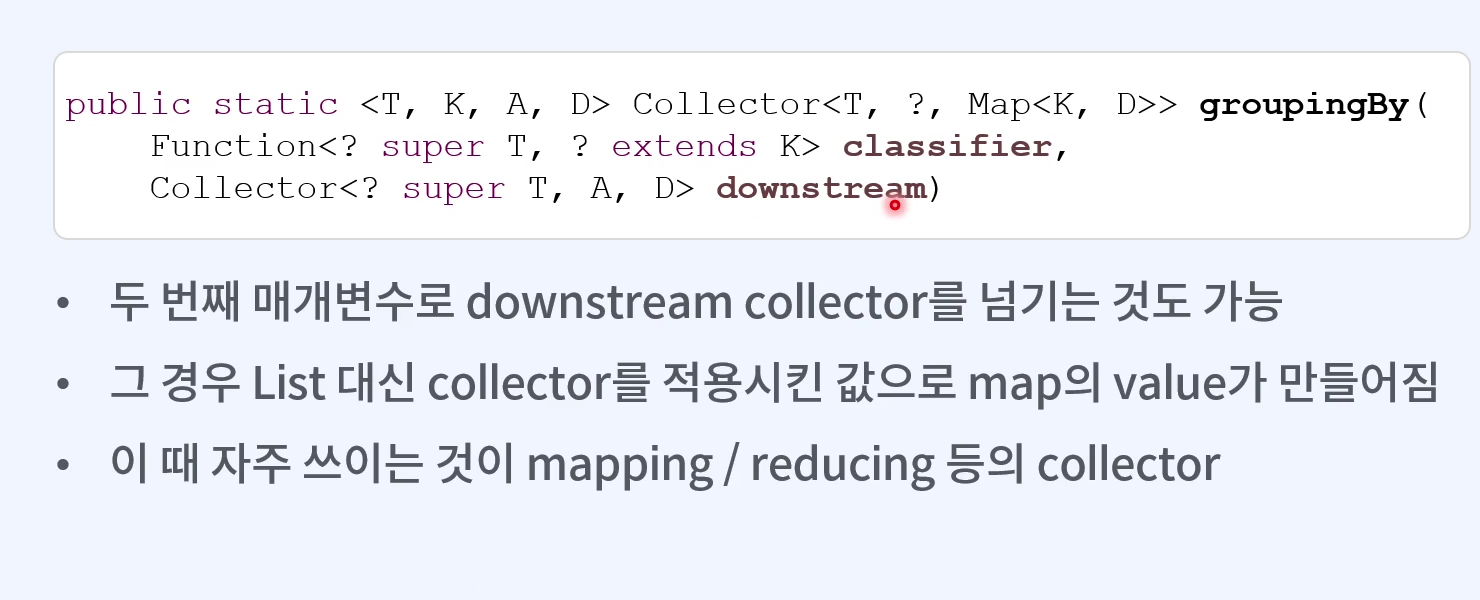 public static <T, K, A, D> Collector<T, ?, Map<K, D>> groupingBy(
Function<? super T, ? extends K> classifier,
Collector<? super T, A, D> downstream)
• 두 번째 매개변수로 downstream collector를 넘기는 것도 가능
• 그 경우 List 대신 collector를 적용시킨 값으로 map의 value가 만들어짐
• 이 때 자주 쓰이는 것이 mapping / reducing 등의 collector